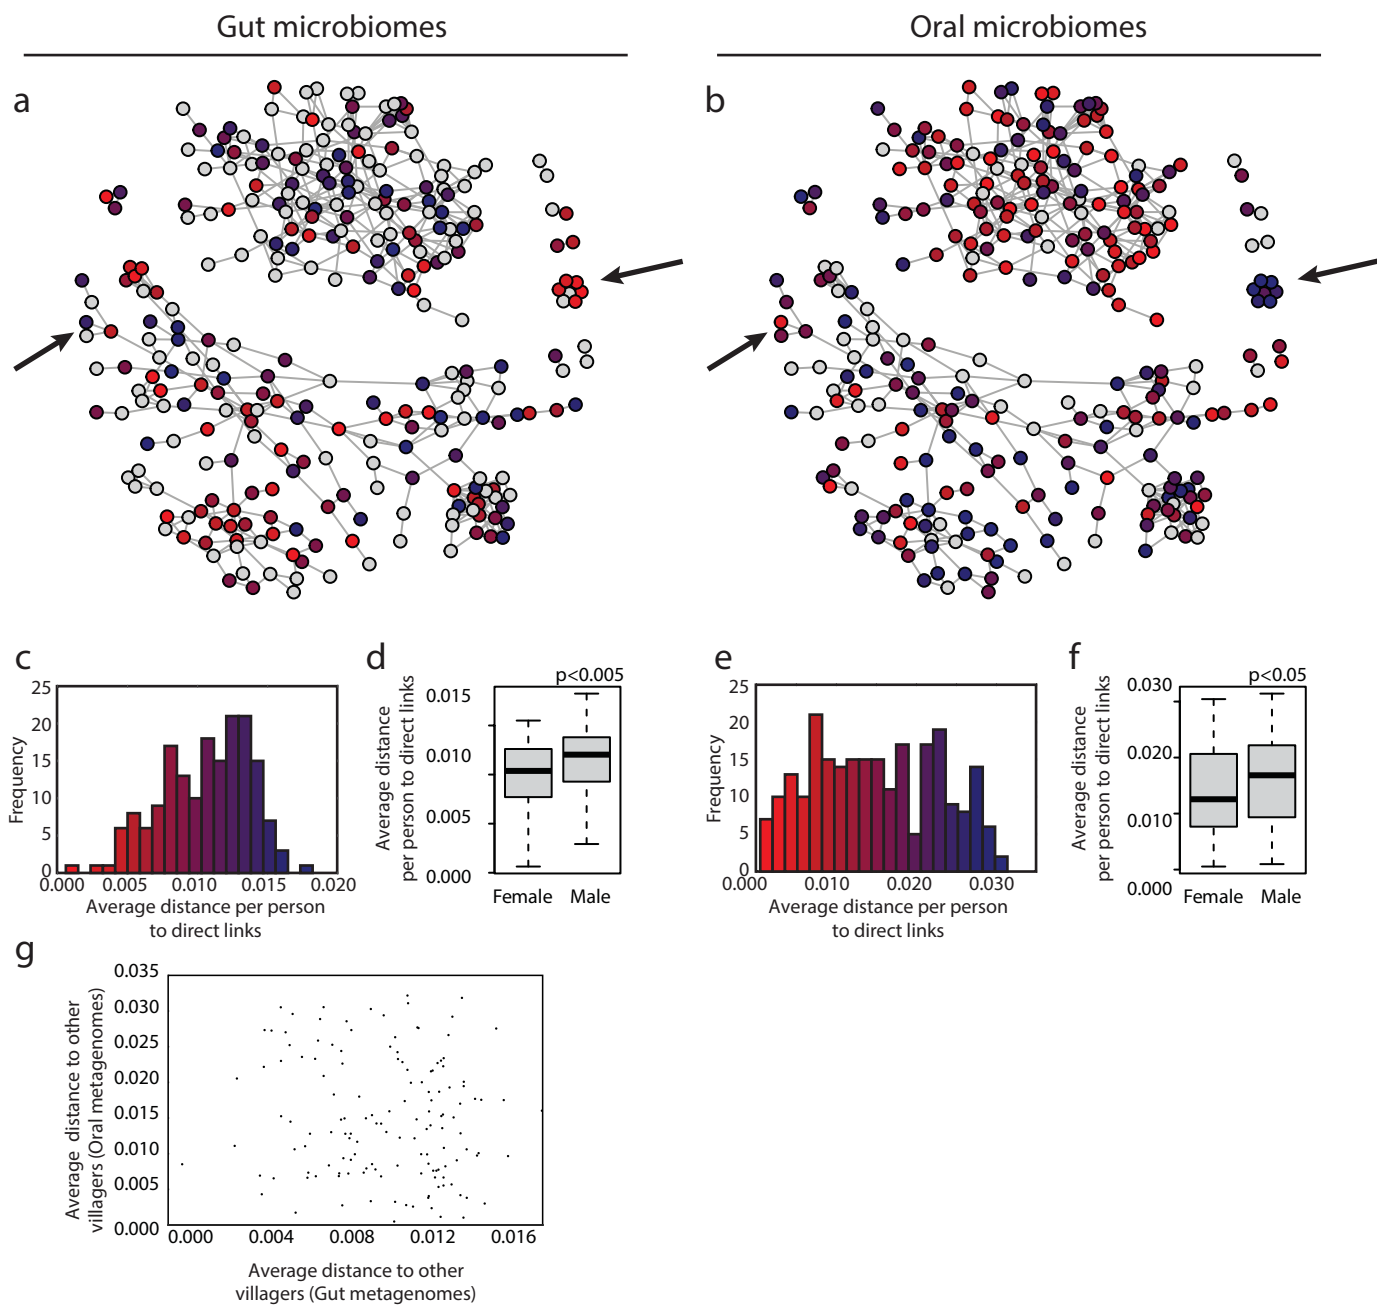 Gut microbiomes
Oral microbiomes
a
b
c
25
20
15
10
5
0
Frequency
0.000
0.005
0.010
0.015
0.020
Average distance per person
to direct links
d
p<0.005
0.015
0.010
0.005
0.000
Average distance
per person to direct links
Female
Male
e
25
20
15
10
5
0
Frequency
0.000
0.010
0.020
0.030
Average distance per person
to direct links
f
p<0.05
0.030
0.020
0.010
0.000
Average distance
per person to direct links
Female
Male
g
0.035
0.030
0.025
0.020
0.015
0.010
0.005
0.000
Average distance to other
villagers (Oral metagenomes)
0.000
0.004
0.008
0.012
0.016
Average distance to other
villagers (Gut metagenomes)